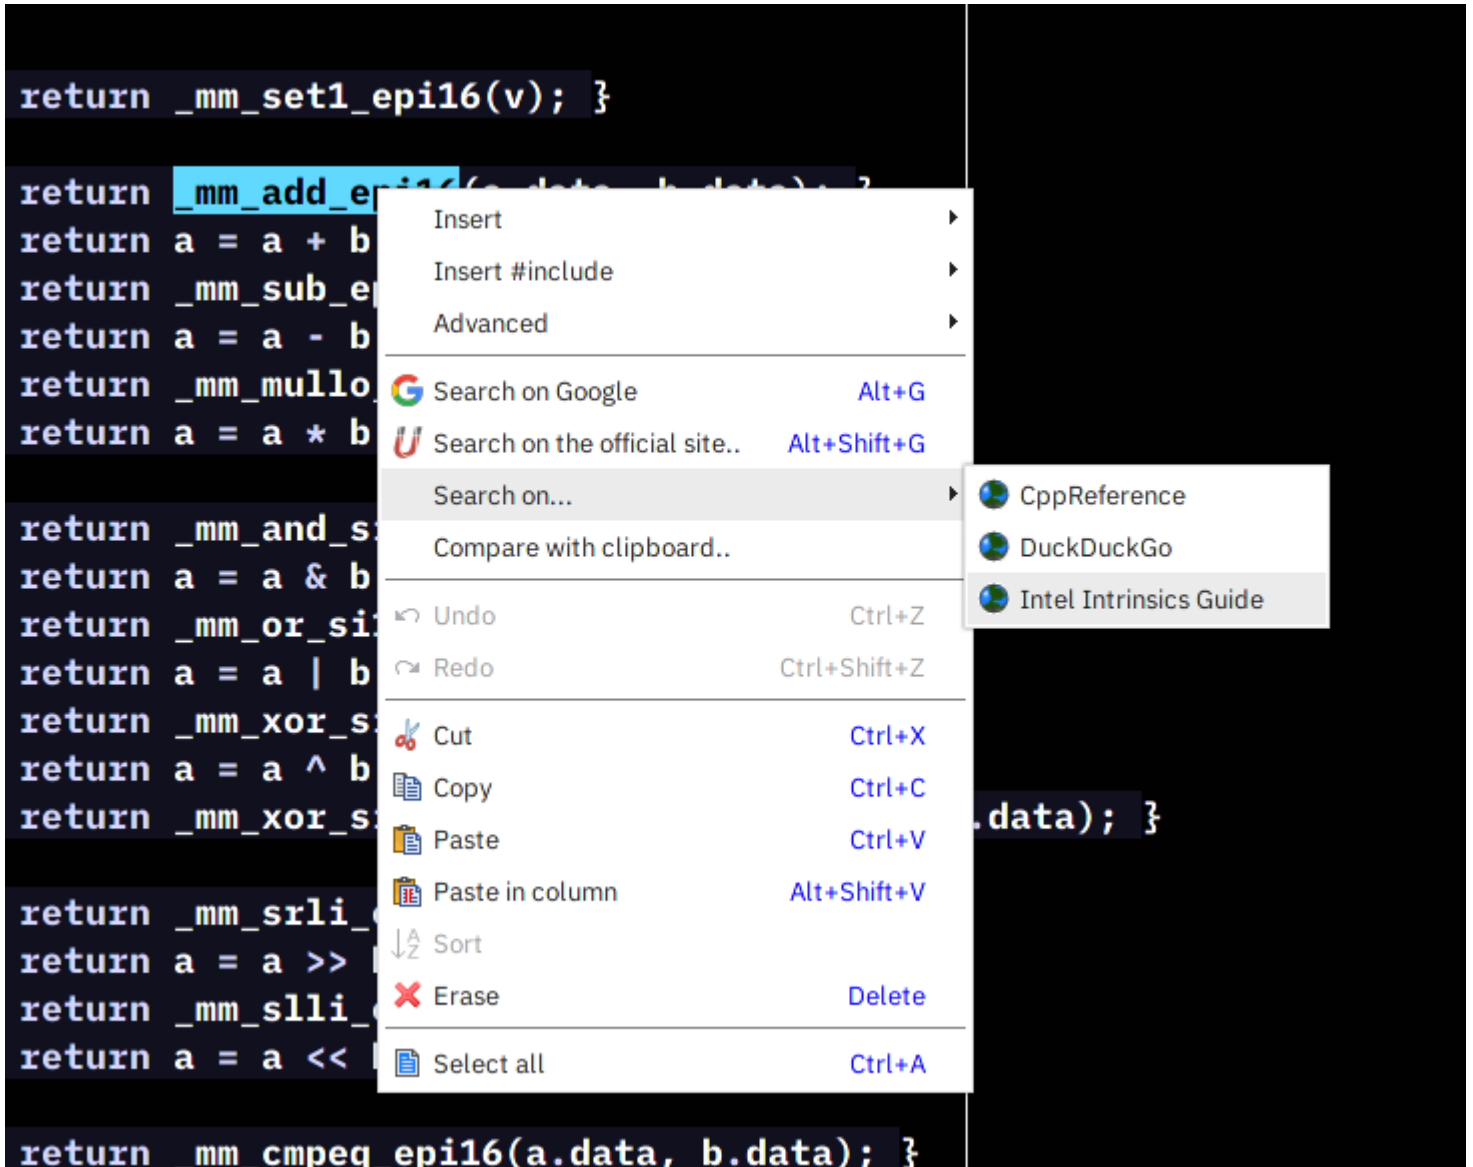 return _mm_set1_epi16(v); }
return _mm_add_epi16(a.data, b.data); }
return a = a + b
return _mm_sub_e
return a = a - b
return _mm_mullo_
return a = a * b
return _mm_and_s
return a = a & b
return _mm_or_si
return a = a | b
return _mm_xor_s
return a = a ^ b
return _mm_xor_s
.data); }
return _mm_srli_
return a = a >>
return _mm_slli_
return a = a <<
return _mm_cmpeq_epi16(a.data, b.data); }
Insert
Insert #include
Advanced
Search on Google Alt+G
Search on the official site.. Alt+Shift+G
Search on...
Compare with clipboard..
Undo Ctrl+Z
Redo Ctrl+Shift+Z
Cut Ctrl+X
Copy Ctrl+C
Paste Ctrl+V
Paste in column Alt+Shift+V
Sort
Erase Delete
Select all Ctrl+A
CppReference
DuckDuckGo
Intel Intrinsics Guide